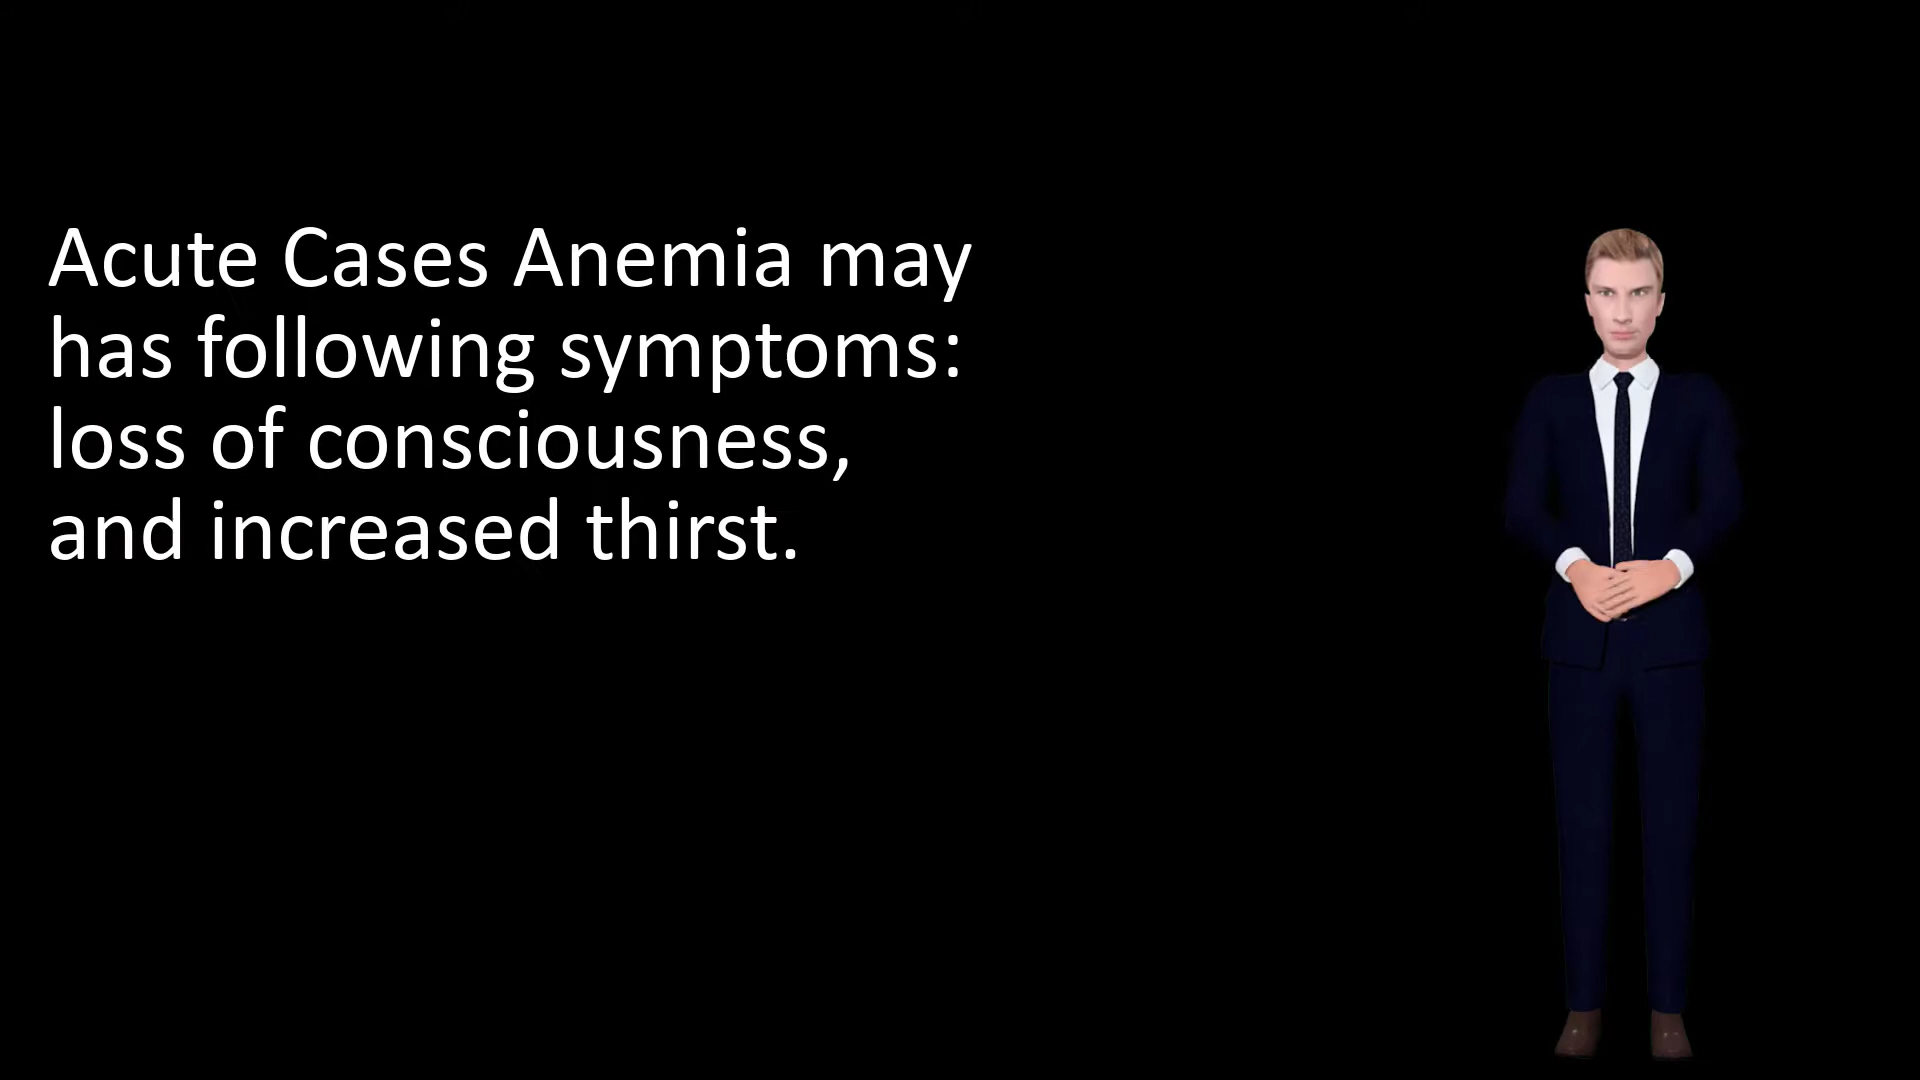 Acute Cases Anemia may
has following symptoms:
loss of consciousness,
and increased thirst.